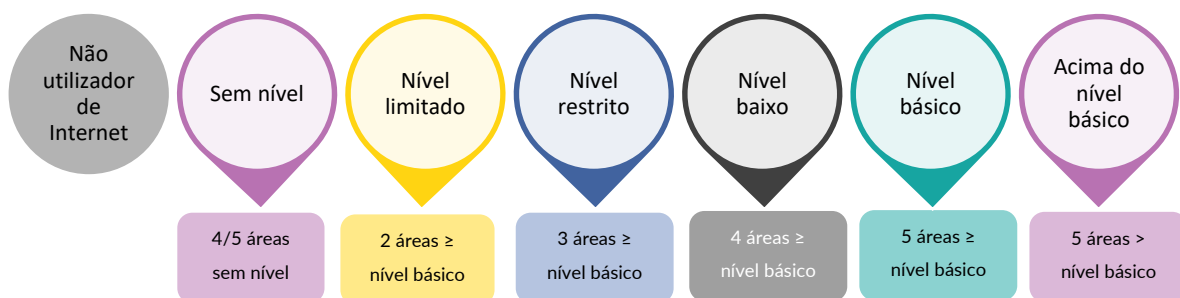 Não
utilizador
de
Internet
Sem nível
Nível
limitado
Nível
restrito
Nível
baixo
Nível
básico
Acima do
nível
básico
4/5 áreas
sem nível
2 áreas ≥
nível básico
3 áreas ≥
nível básico
4 áreas ≥
nível básico
5 áreas ≥
nível básico
5 áreas >
nível básico